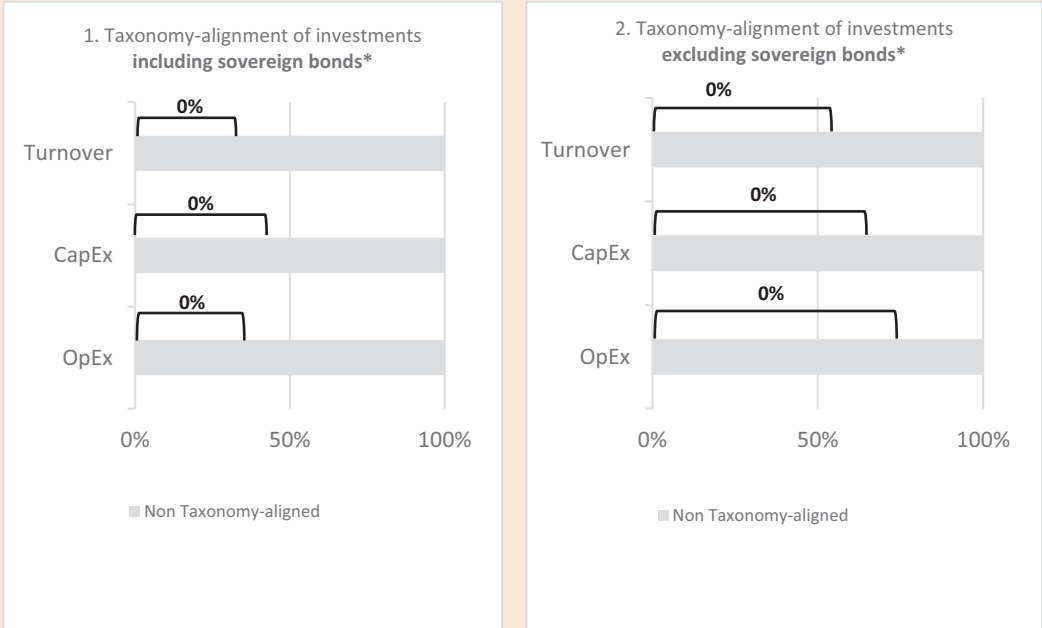 1. Taxonomy-alignment of investments
including sovereign bonds*
0%
Turnover
0%
CapEx
0%
OpEx
0% 50% 100%
Non Taxonomy-aligned
2. Taxonomy-alignment of investments
excluding sovereign bonds*
0%
Turnover
0%
CapEx
0%
OpEx
0% 50% 100%
Non Taxonomy-aligned